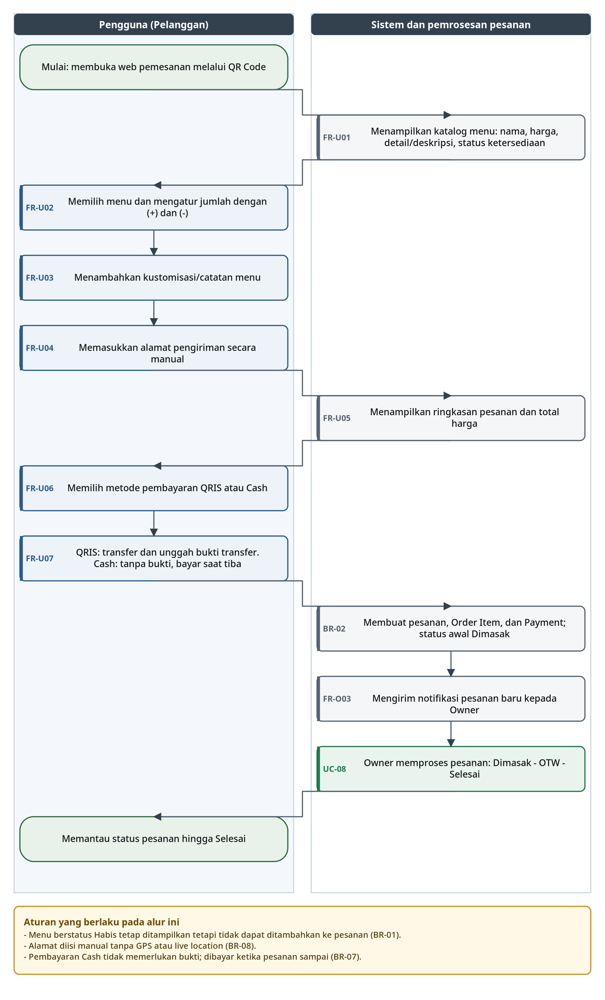 Pengguna (Pelanggan)
Sistem dan pemrosesan pesanan
Mulai: membuka web pemesanan melalui QR Code
FR-U01
Menampilkan katalog menu: nama, harga,
detail/deskripsi, status ketersediaan
FR-U02
Memilih menu dan mengatur jumlah dengan
(+) dan (-)
FR-U03
Menambahkan kustomisasi/catatan menu
FR-U04
Memasukkan alamat pengiriman secara
manual
FR-U05
Menampilkan ringkasan pesanan dan total
harga
FR-U06
Memilih metode pembayaran QRIS atau Cash
FR-U07
QRIS: transfer dan unggah bukti transfer.
Cash: tanpa bukti, bayar saat tiba
BR-02
Membuat pesanan, Order Item, dan Payment;
status awal Dimasak
FR-O03
Mengirim notifikasi pesanan baru kepada
Owner
UC-08
Owner memproses pesanan: Dimasak - OTW -
Selesai
Memantau status pesanan hingga Selesai
Aturan yang berlaku pada alur ini
- Menu berstatus Habis tetap ditampilkan tetapi tidak dapat ditambahkan ke pesanan (BR-01).
- Alamat diisi manual tanpa GPS atau live location (BR-08).
- Pembayaran Cash tidak memerlukan bukti; dibayar ketika pesanan sampai (BR-07).